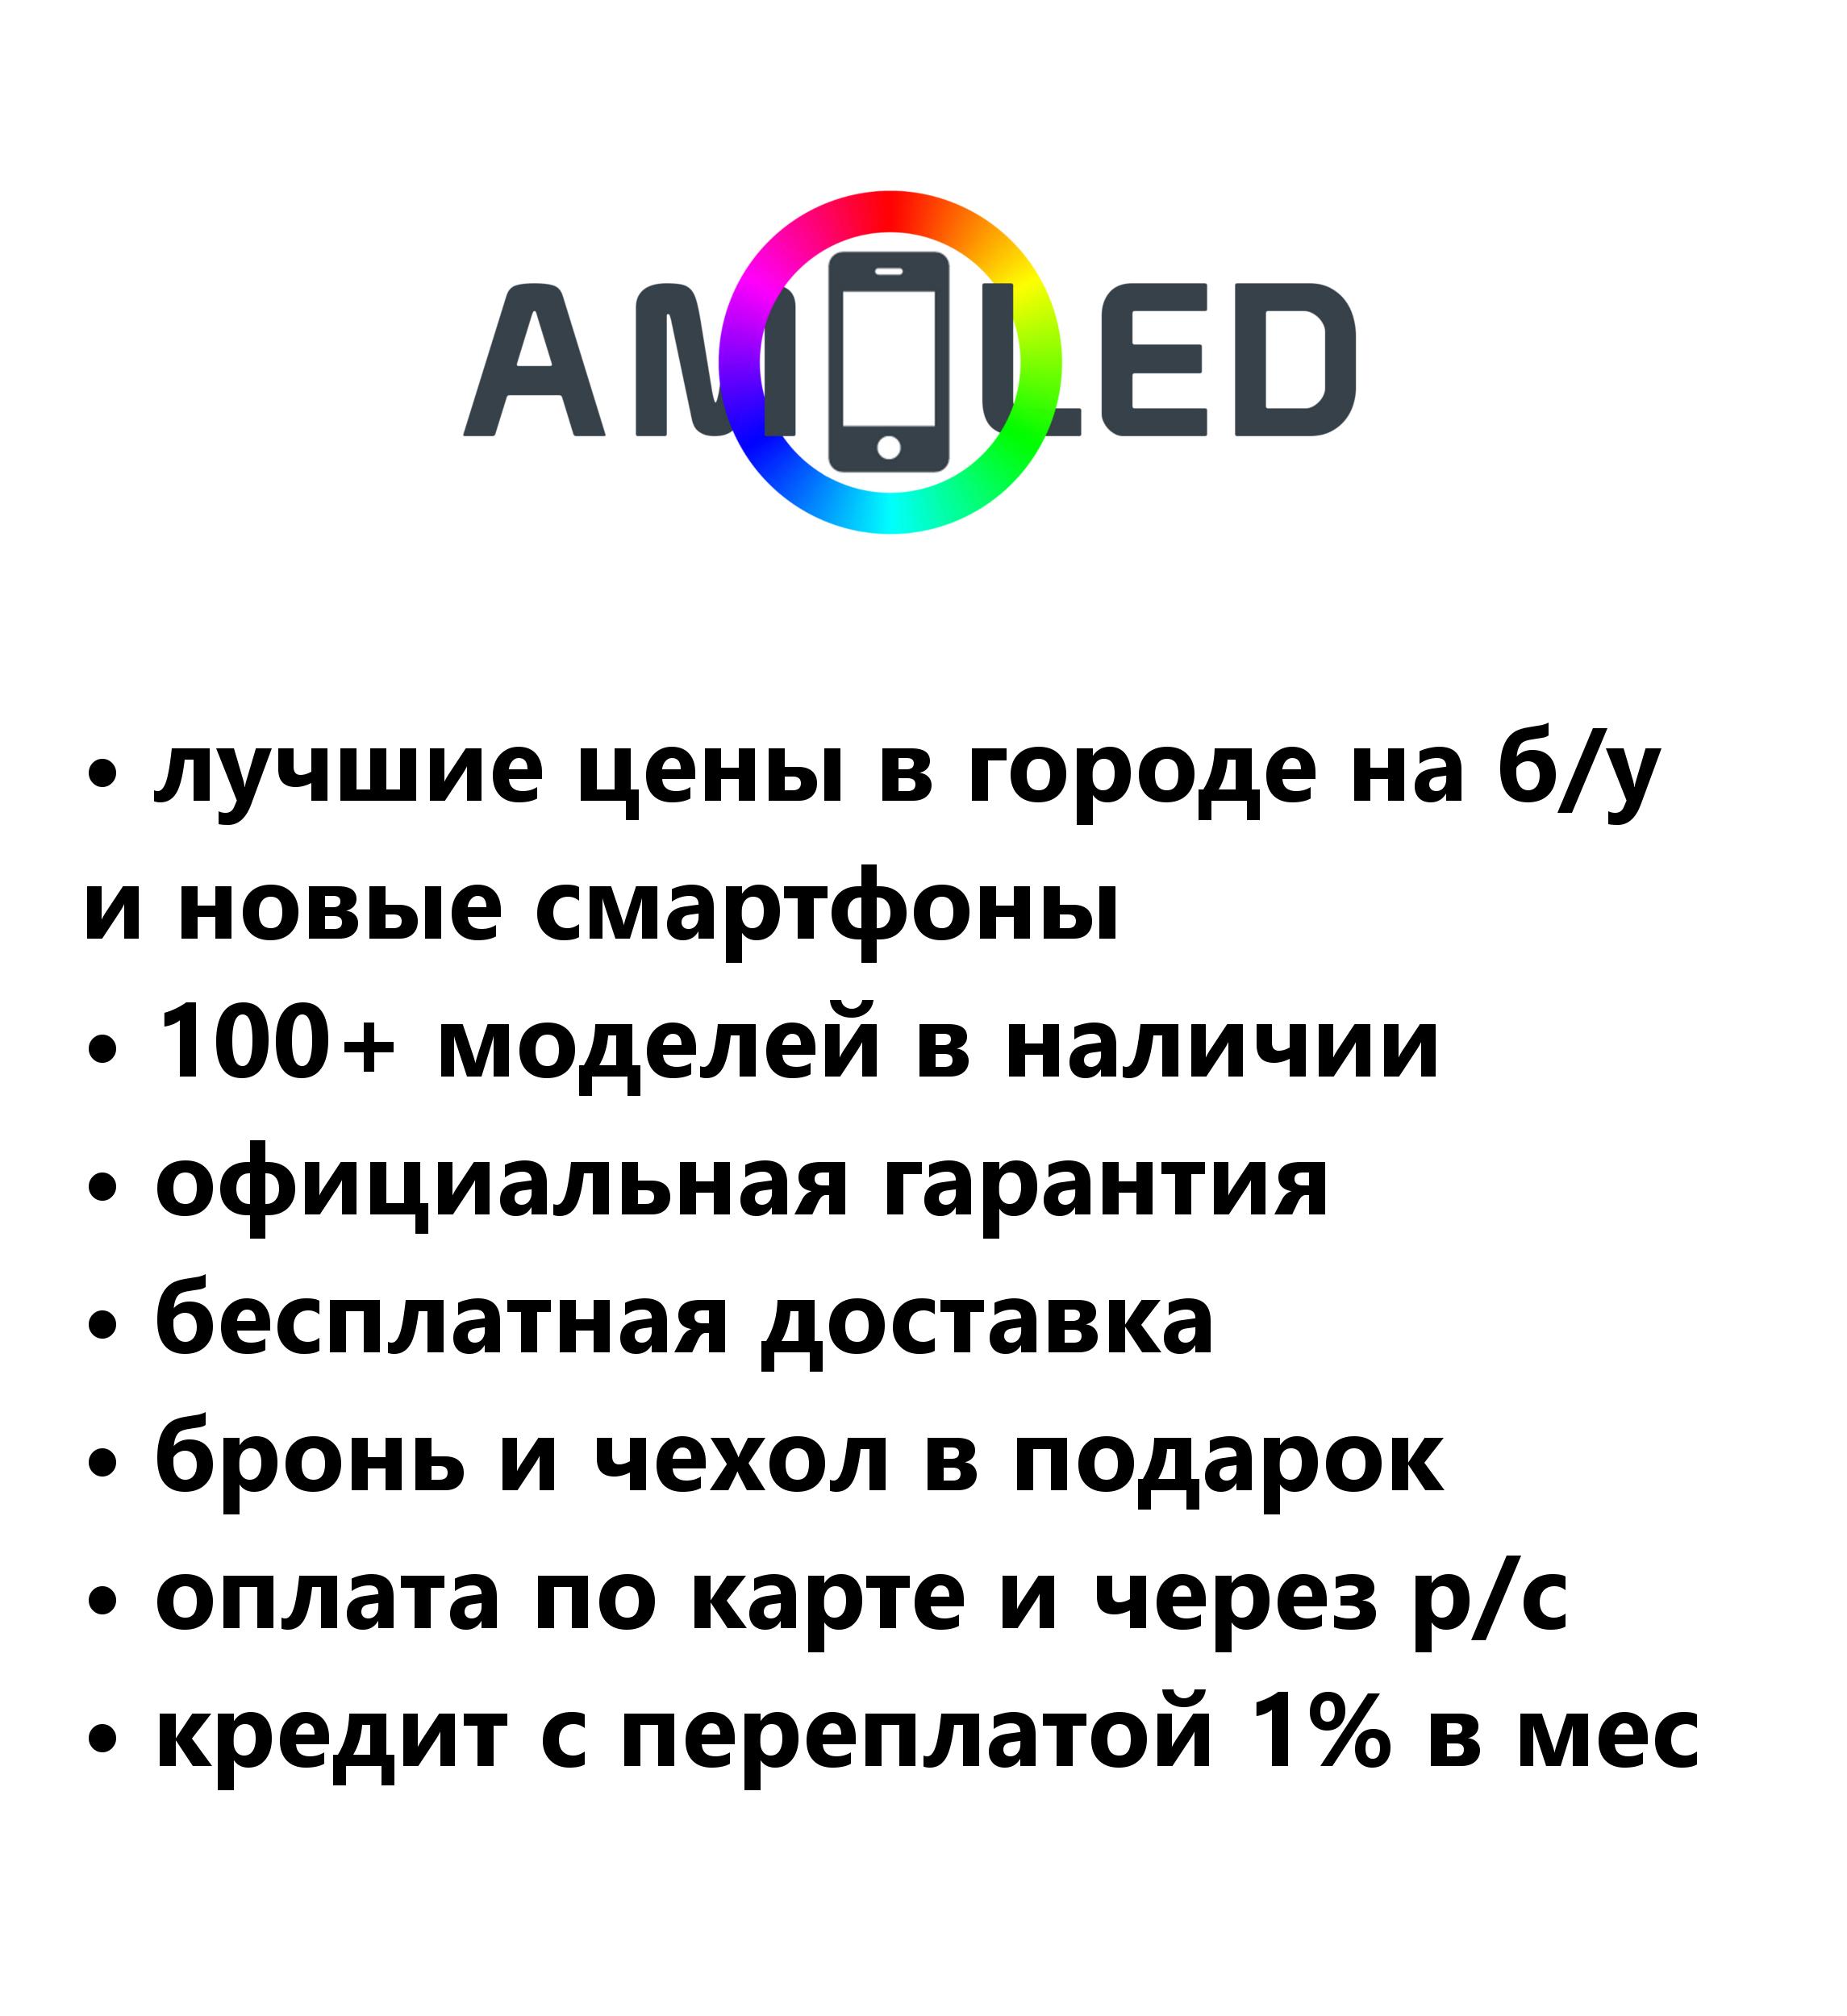 AMOLED
• лучшие цены в городе на б/у
и новые смартфоны
• 100+ моделей в наличии
• официальная гарантия
• бесплатная доставка
• бронь и чехол в подарок
• оплата по карте и через р/с
• кредит с переплатой 1% в мес